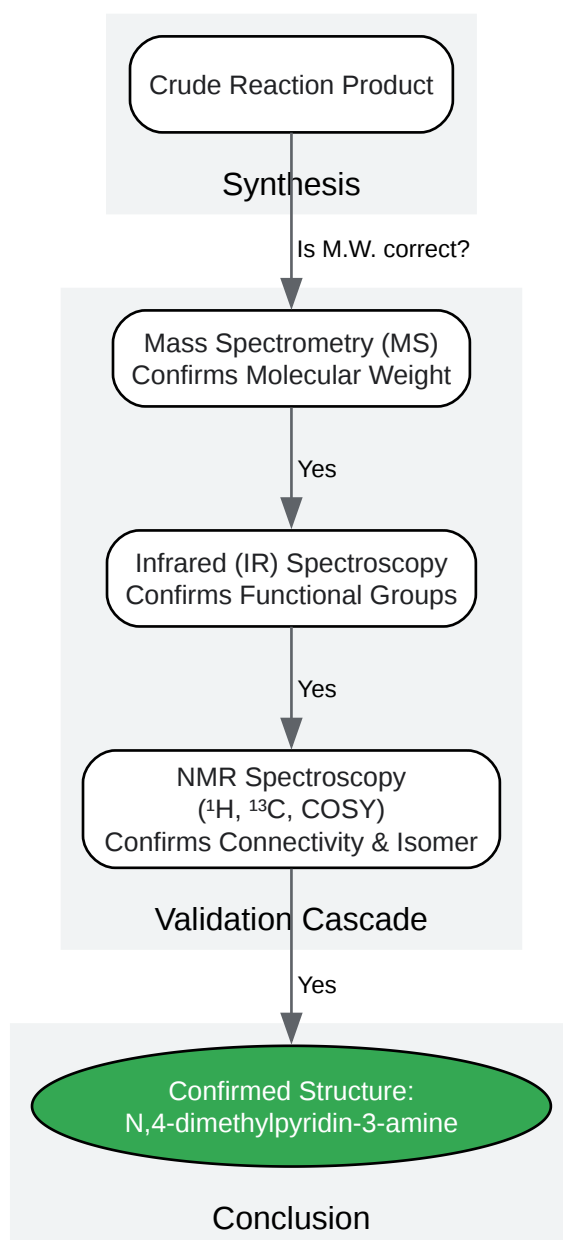 Crude Reaction Product
Synthesis
Is M.W. correct?
Mass Spectrometry (MS)
Confirms Molecular Weight
Yes
Infrared (IR) Spectroscopy
Confirms Functional Groups
Yes
NMR Spectroscopy
(¹H, ¹³C, COSY)
Confirms Connectivity & Isomer
Validation Cascade
Yes
Confirmed Structure:
N,4-dimethylpyridin-3-amine
Conclusion